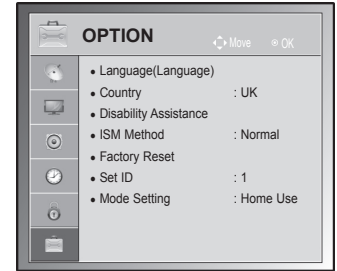 OPTION
Move OK
• Language(Language)
• Country : UK
• Disability Assistance
• ISM Method : Normal
• Factory Reset
• Set ID : 1
• Mode Setting : Home Use